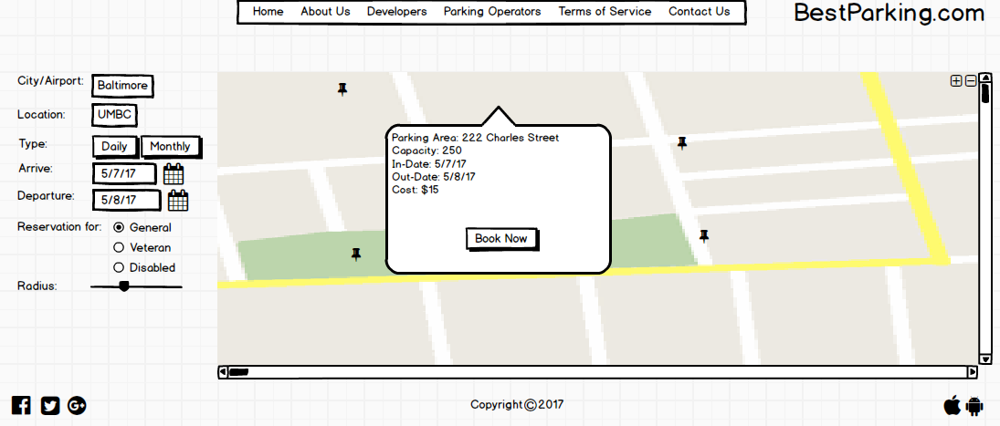 Home About Us Developers Parking Operators Terms of Service Contact Us
BestParking.com
City/Airport: Baltimore
Location: UMBC
Type: Daily Monthly
Arrive: 5/7/17
Departure: 5/8/17
Reservation for: General
Veteran
Disabled
Radius:
Parking Area: 222 Charles Street
Capacity: 250
In-Date: 5/7/17
Out-Date: 5/8/17
Cost: $15
Book Now
Copyright©2017